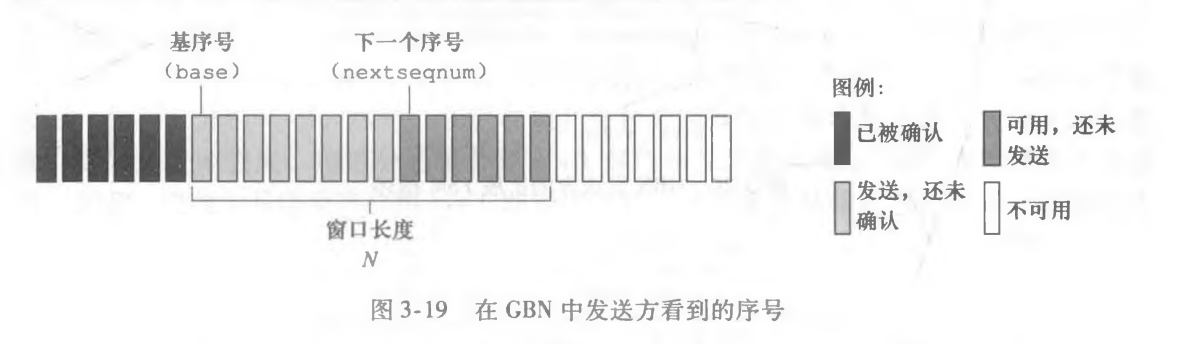 基序号
(base)
下一个序号
(nextseqnum)
图例:
已被确认
可用，还未
发送
发送，还未
确认
不可用
窗口长度
N
图 3-19 在 GBN 中发送方看到的序号